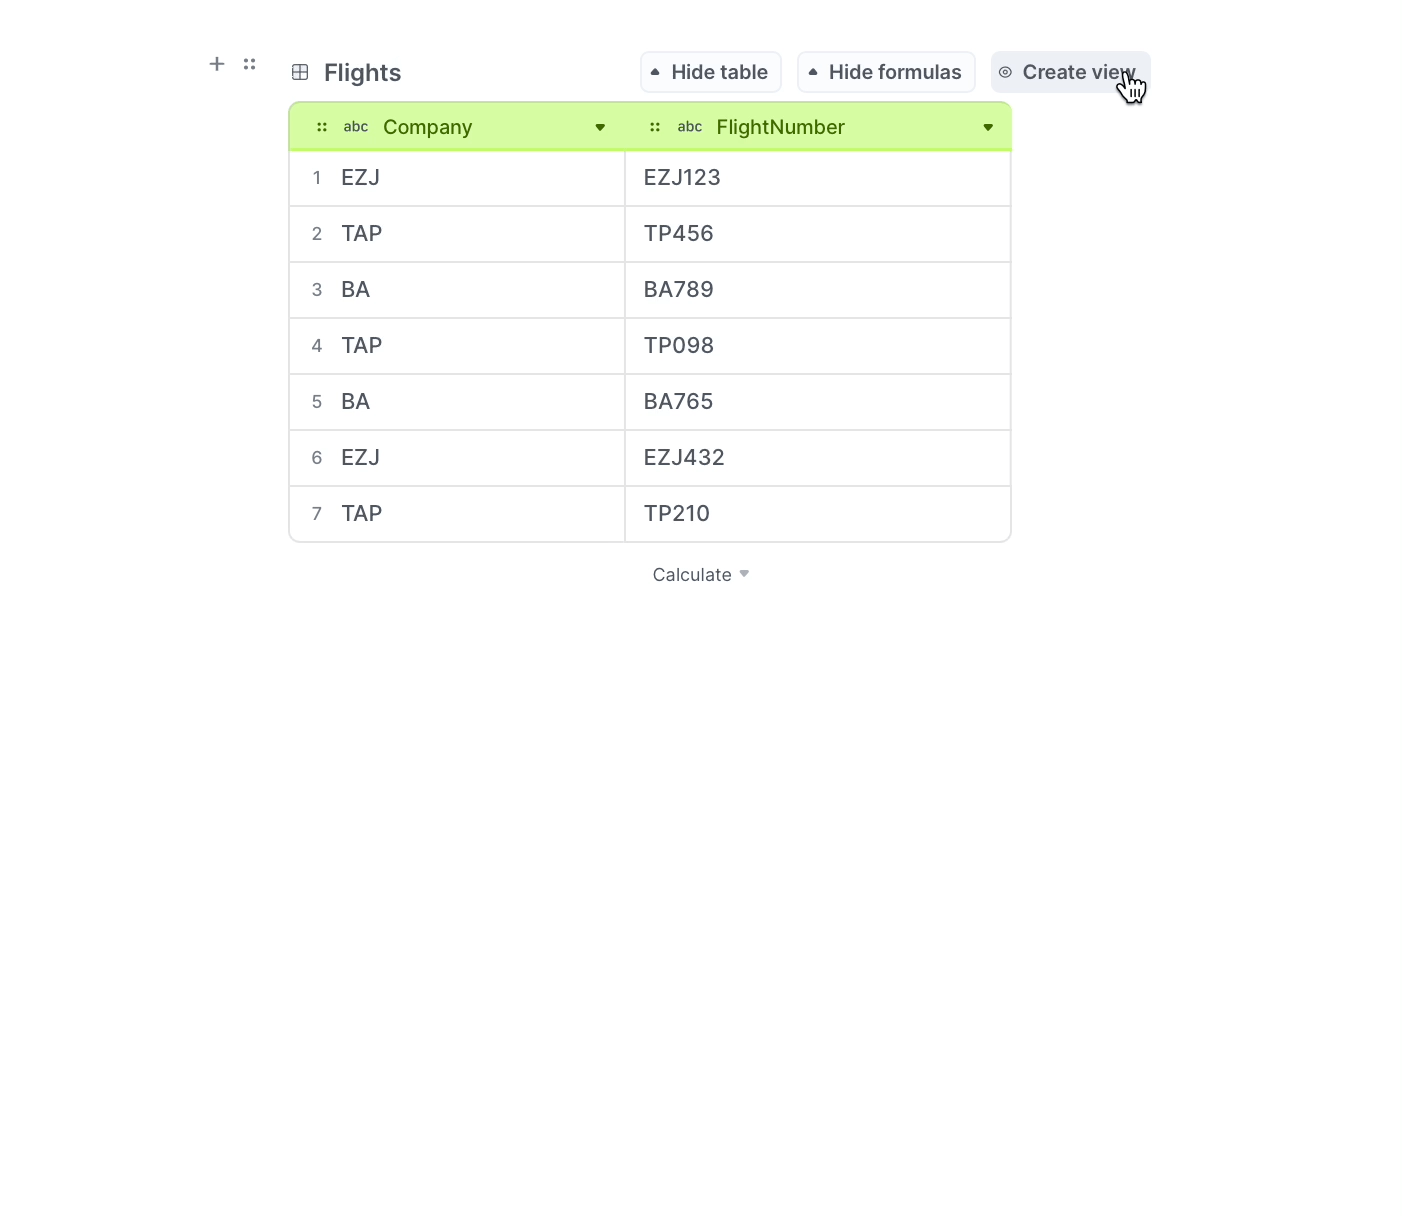 Flights
Hide table
Hide formulas
Create view
abc Company
abc FlightNumber
1 EZJ EZJ123
2 TAP TP456
3 BA BA789
4 TAP TP098
5 BA BA765
6 EZJ EZJ432
7 TAP TP210
Calculate